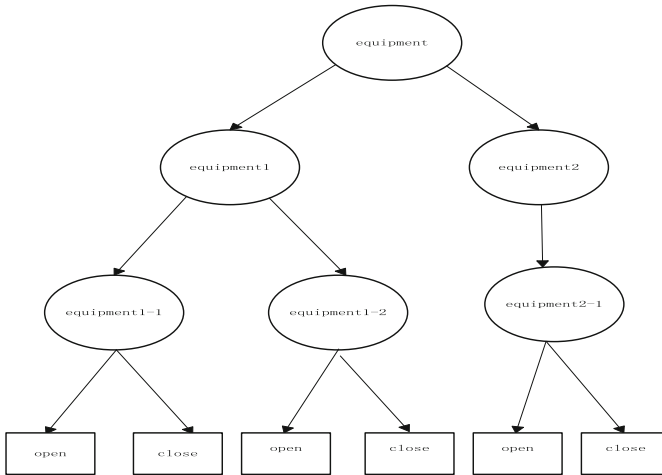 equipment
equipment1
equipment2
equipment1-1
equipment1-2
equipment2-1
open
close
open
close
open
close